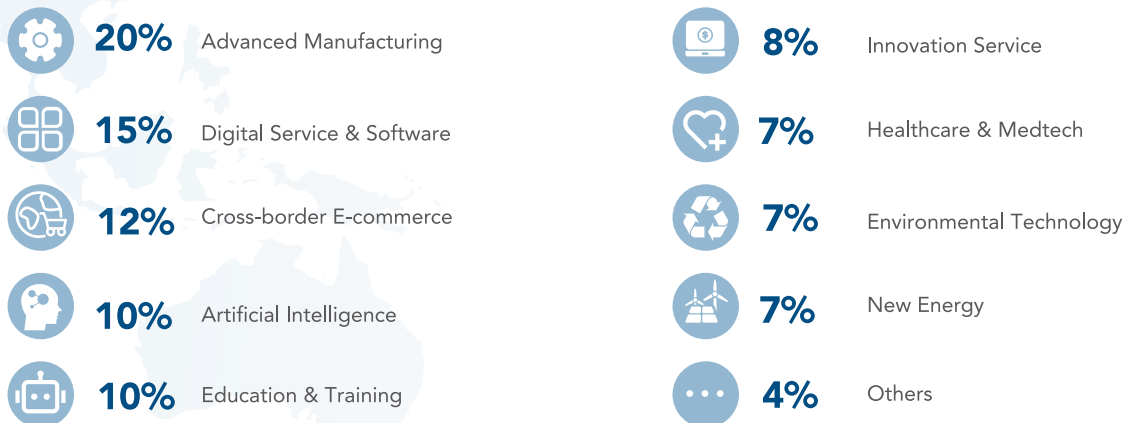 20% Advanced Manufacturing
15% Digital Service & Software
12% Cross-border E-commerce
10% Artificial Intelligence
10% Education & Training
8% Innovation Service
7% Healthcare & Medtech
7% Environmental Technology
7% New Energy
4% Others